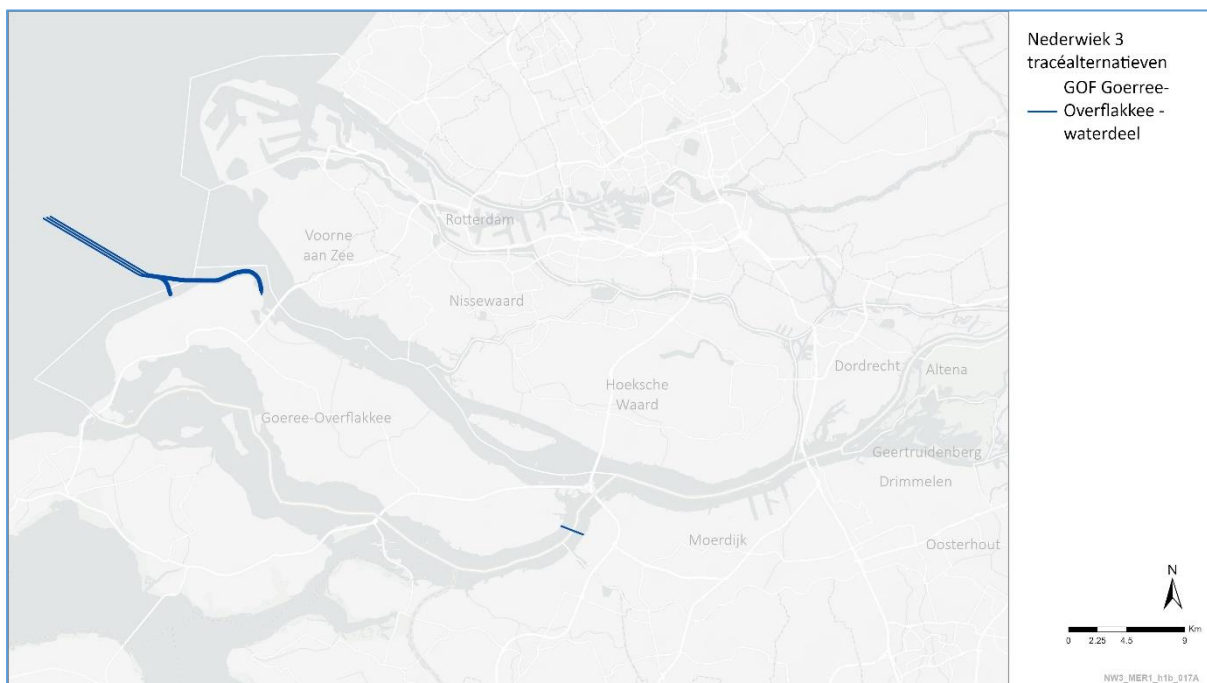 Nederwiek 3
tracéalternatieven
GOF Goerree-
Overflakkee -
waterdeel
Rotterdam
Voorne
aan Zee
Nissewaard
Dordrecht
Altena
Hoeksche
Waard
Goeree-Overflakkee
Geertruidenberg
Drimmelen
Moerdijk
Oosterhout
N
Km
0 2.25 4.5 9
NW3_MER1_h1b_017A